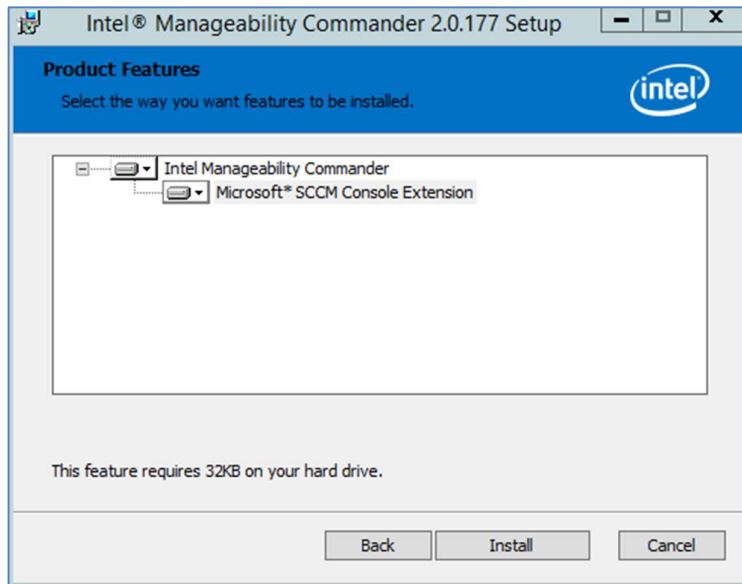 Intel® Manageability Commander 2.0.177 Setup
Product Features
Select the way you want features to be installed.
intel
Intel Manageability Commander
Microsoft* SCCM Console Extension
This feature requires 32KB on your hard drive.
Back Install Cancel